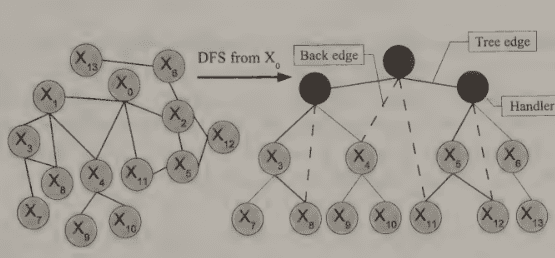 X13 X6
DFS from X0
Back edge
Tree edge
X1 X0
X2
Handler
X3
X12
X8 X4 X11 X5
X3 X4 X5 X6
X7 X9 X10
X7 X8 X9 X10 X11 X12 X13